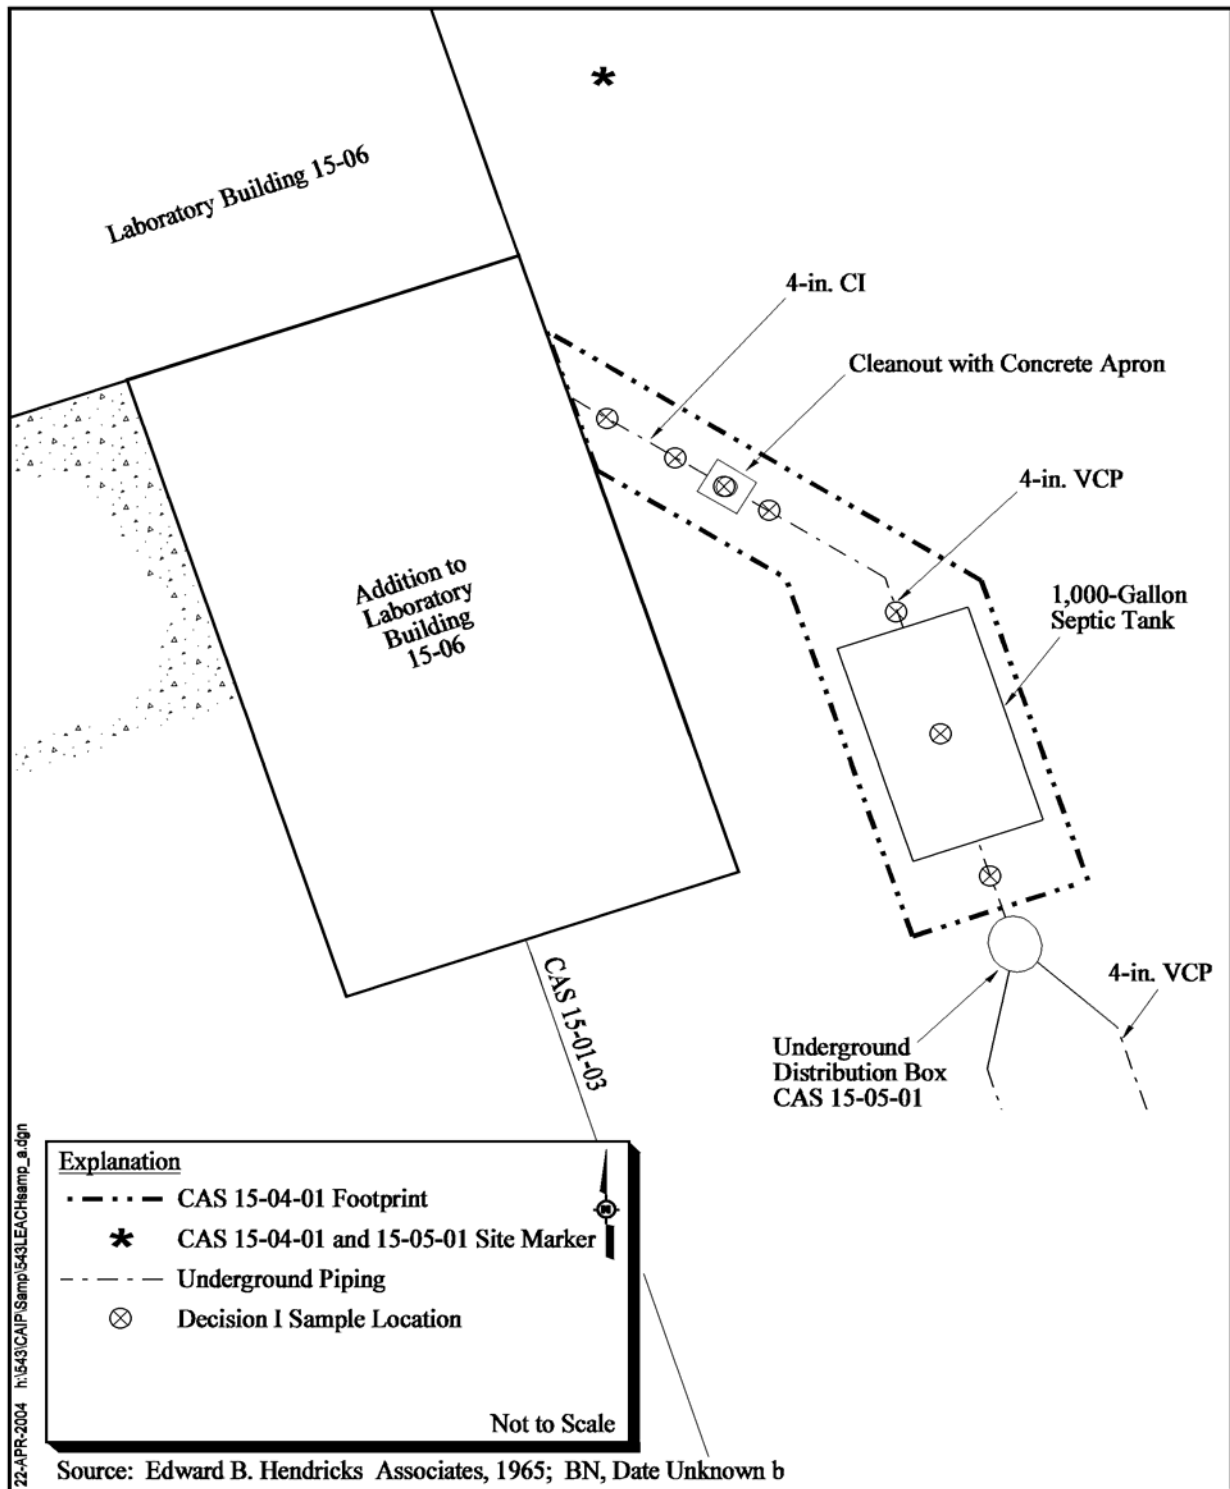 Laboratory Building 15-06
4-in. CI
Cleanout with Concrete Apron
4-in. VCP
1,000-Gallon
Septic Tank
Addition to
Laboratory
Building
15-06
CAS 15-01-03
4-in. VCP
Underground
Distribution Box
CAS 15-05-01
Explanation
CAS 15-04-01 Footprint
CAS 15-04-01 and 15-05-01 Site Marker
N
Underground Piping
Decision I Sample Location
Not to Scale
22-APR-2004 h:\543\CAIP\Samp\543LEACHsamp_a.dgn
Source: Edward B. Hendricks Associates, 1965; BN, Date Unknown b